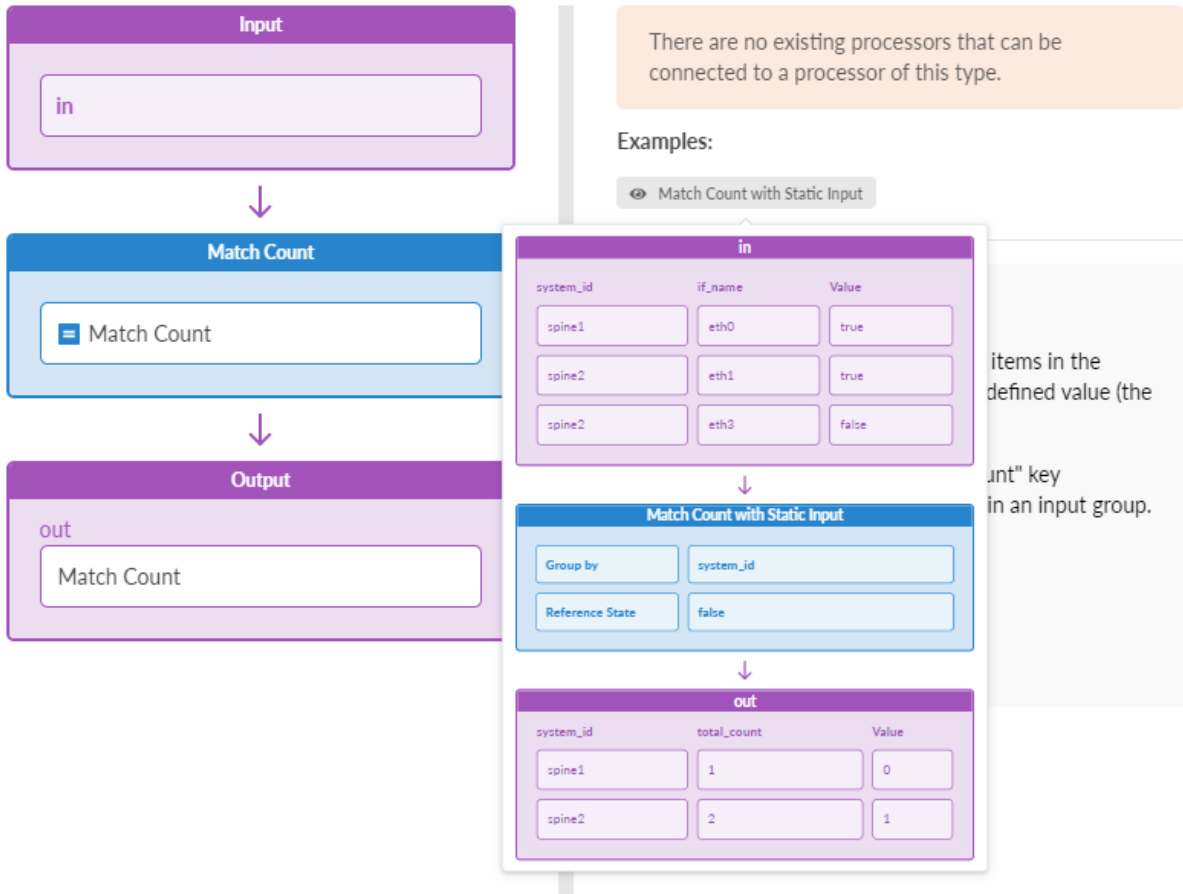 Input
in
Match Count
= Match Count
Output
out
Match Count
There are no existing processors that can be
connected to a processor of this type.
Examples:
Match Count with Static Input
in
system_id if_name Value
spine1 eth0 true
spine2 eth1 true
spine2 eth3 false
Match Count with Static Input
Group by system_id
Reference State false
out
system_id total_count Value
spine1 1 0
spine2 2 1
items in the
defined value (the
unt" key
in an input group.